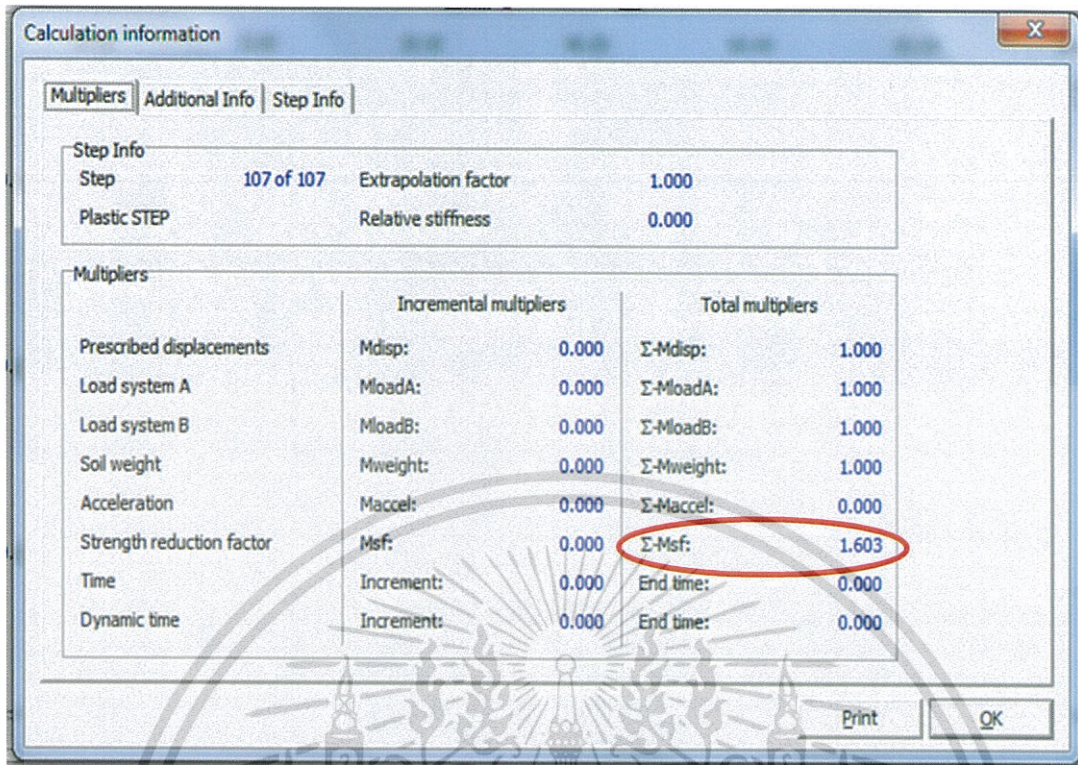 Calculation information
Multipliers Additional Info Step Info
Step Info
Step 107 of 107 Extrapolation factor 1.000
Plastic STEP Relative stiffness 0.000
Multipliers
Incremental multipliers Total multipliers
Prescribed displacements Mdisp: 0.000 Σ-Mdisp: 1.000
Load system A MloadA: 0.000 Σ-MloadA: 1.000
Load system B MloadB: 0.000 Σ-MloadB: 1.000
Soil weight Mweight: 0.000 Σ-Mweight: 1.000
Acceleration Maccel: 0.000 Σ-Maccel: 0.000
Strength reduction factor Msf: 0.000 Σ-Msf: 1.603
Time Increment: 0.000 End time: 0.000
Dynamic time Increment: 0.000 End time: 0.000
Print OK